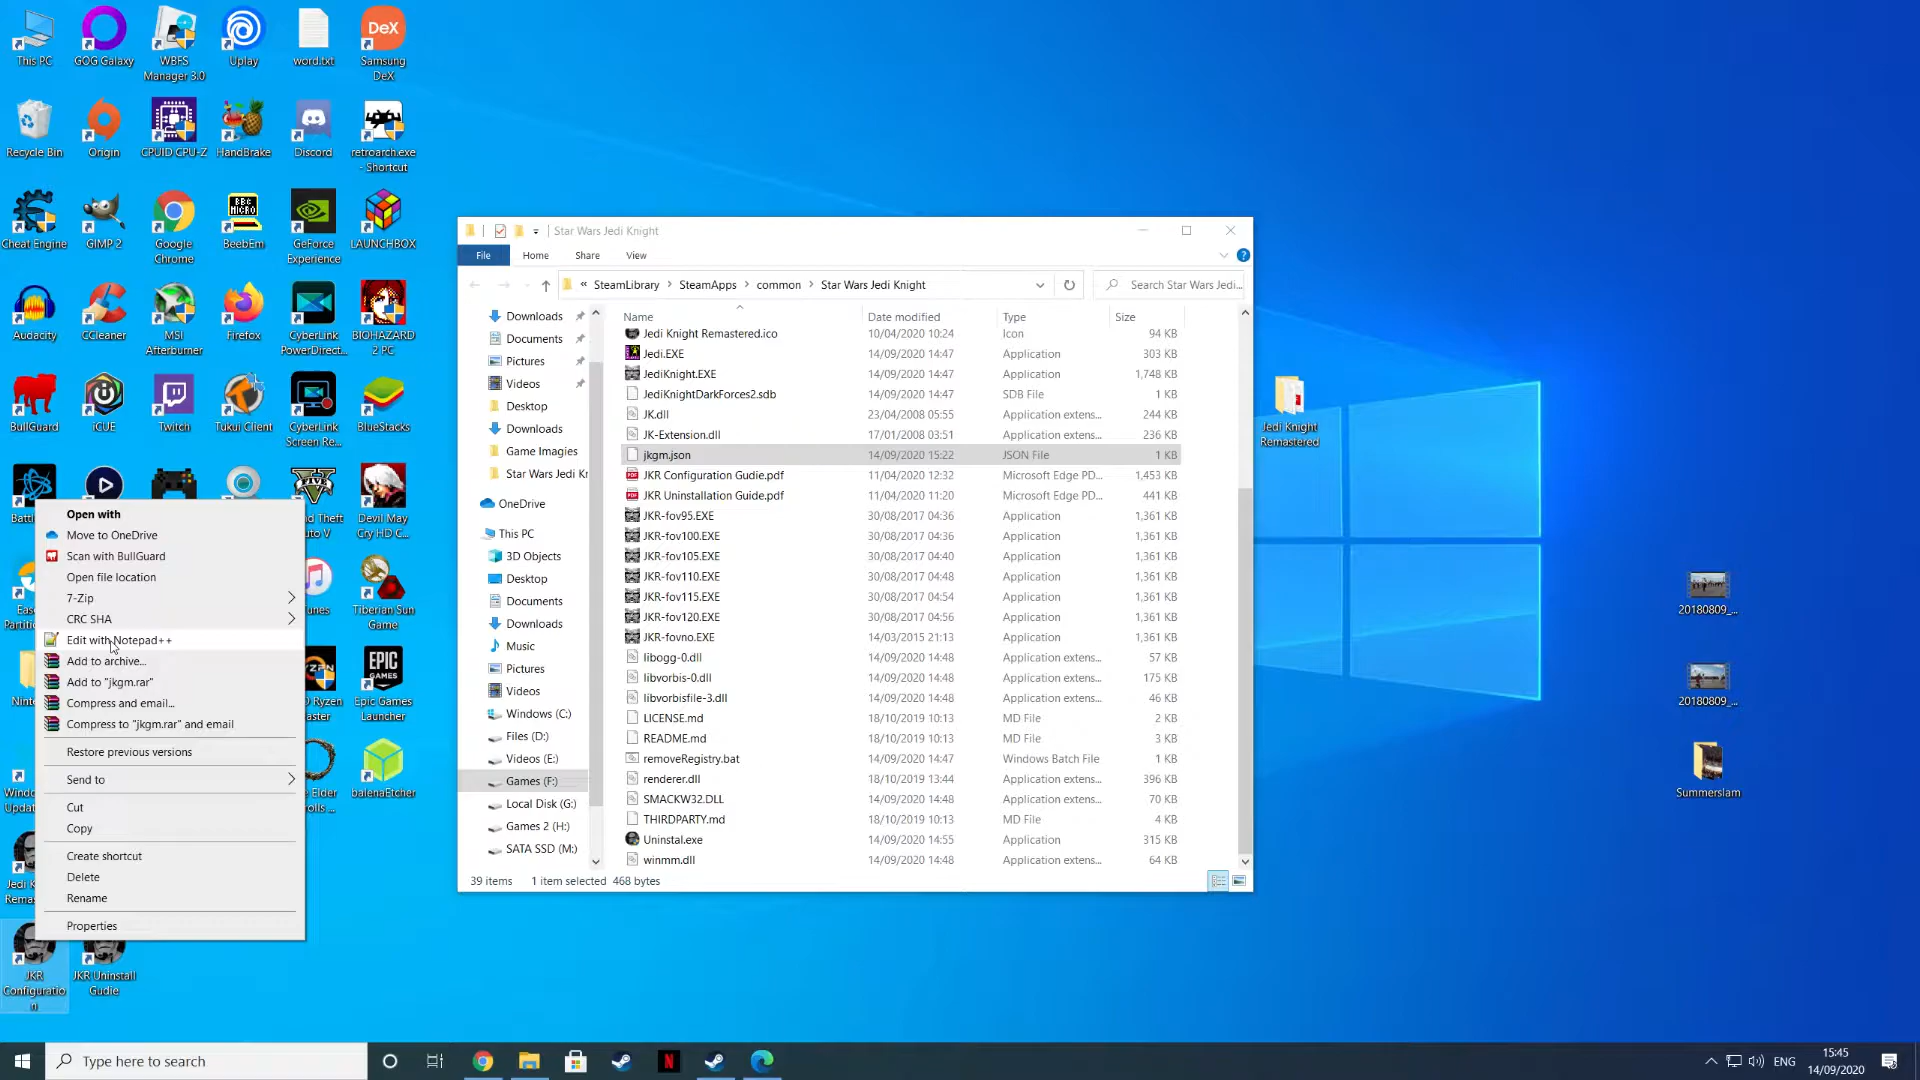 This PC
GOG Galaxy
WBFS
Manager 3.0
Uplay
word.txt
DeX
Samsung
DeX
Recycle Bin
Origin
CPUID CPU-Z
HandBrake
Discord
retroarch.exe
- Shortcut
Cheat Engine
GIMP 2
Google
Chrome
BBC
MICRO
BeebEm
GeForce
Experience
LAUNCHBOX
Audacity
CCleaner
MSI
Afterburner
Firefox
CyberLink
PowerDirect...
BIOHAZARD
2 PC
BullGuard
iCUE
Twitch
Tukui Client
CyberLink
Screen Re...
BlueStacks
Devil May
Cry HD C...
Tiberian Sun
Game
EPIC
GAMES
Epic Games
Launcher
balenaEtcher
JKR
Configuratio
n
JKR Uninstall
Gudie
Open with
Move to OneDrive
Scan with BullGuard
Open file location
7-Zip
CRC SHA
Edit with Notepad++
Add to archive...
Add to "jkgm.rar"
Compress and email...
Compress to "jkgm.rar" and email
Restore previous versions
Send to
Cut
Copy
Create shortcut
Delete
Rename
Properties
Star Wars Jedi Knight
File
Home
Share
View
« SteamLibrary > SteamApps > common > Star Wars Jedi Knight
Search Star Wars Jedi...
Downloads
Documents
Pictures
Videos
Desktop
Downloads
Game Imagies
Star Wars Jedi Kr
OneDrive
This PC
3D Objects
Desktop
Documents
Downloads
Music
Pictures
Videos
Windows (C:)
Files (D:)
Videos (E:)
Games (F:)
Local Disk (G:)
Games 2 (H:)
SATA SSD (M:)
Name Date modified Type Size
Jedi Knight Remastered.ico 10/04/2020 10:24 Icon 94 KB
Jedi.EXE 14/09/2020 14:47 Application 303 KB
JediKnight.EXE 14/09/2020 14:47 Application 1,748 KB
JediKnightDarkForces2.sdb 14/09/2020 14:47 SDB File 1 KB
JK.dll 23/04/2008 05:55 Application extens... 244 KB
JK-Extension.dll 17/01/2008 03:51 Application extens... 236 KB
jkgm.json 14/09/2020 15:22 JSON File 1 KB
JKR Configuration Gudie.pdf 11/04/2020 12:32 Microsoft Edge PD... 1,453 KB
JKR Uninstallation Guide.pdf 11/04/2020 11:20 Microsoft Edge PD... 441 KB
JKR-fov95.EXE 30/08/2017 04:36 Application 1,361 KB
JKR-fov100.EXE 30/08/2017 04:36 Application 1,361 KB
JKR-fov105.EXE 30/08/2017 04:40 Application 1,361 KB
JKR-fov110.EXE 30/08/2017 04:48 Application 1,361 KB
JKR-fov115.EXE 30/08/2017 04:54 Application 1,361 KB
JKR-fov120.EXE 30/08/2017 04:56 Application 1,361 KB
JKR-fovno.EXE 14/03/2015 21:13 Application 1,361 KB
libogg-0.dll 14/09/2020 14:48 Application extens... 57 KB
libvorbis-0.dll 14/09/2020 14:48 Application extens... 175 KB
libvorbisfile-3.dll 14/09/2020 14:48 Application extens... 46 KB
LICENSE.md 18/10/2019 10:13 MD File 2 KB
README.md 18/10/2019 10:13 MD File 3 KB
removeRegistry.bat 14/09/2020 14:47 Windows Batch File 1 KB
renderer.dll 18/10/2019 13:44 Application extens... 396 KB
SMACKW32.DLL 14/09/2020 14:48 Application extens... 70 KB
THIRDPARTY.md 18/10/2019 10:13 MD File 4 KB
Uninstal.exe 14/09/2020 14:55 Application 315 KB
winmm.dll 14/09/2020 14:48 Application extens... 64 KB
39 items 1 item selected 468 bytes
Jedi Knight
Remastered
20180809_...
20180809_...
Summerslam
Type here to search
ENG
15:45
14/09/2020